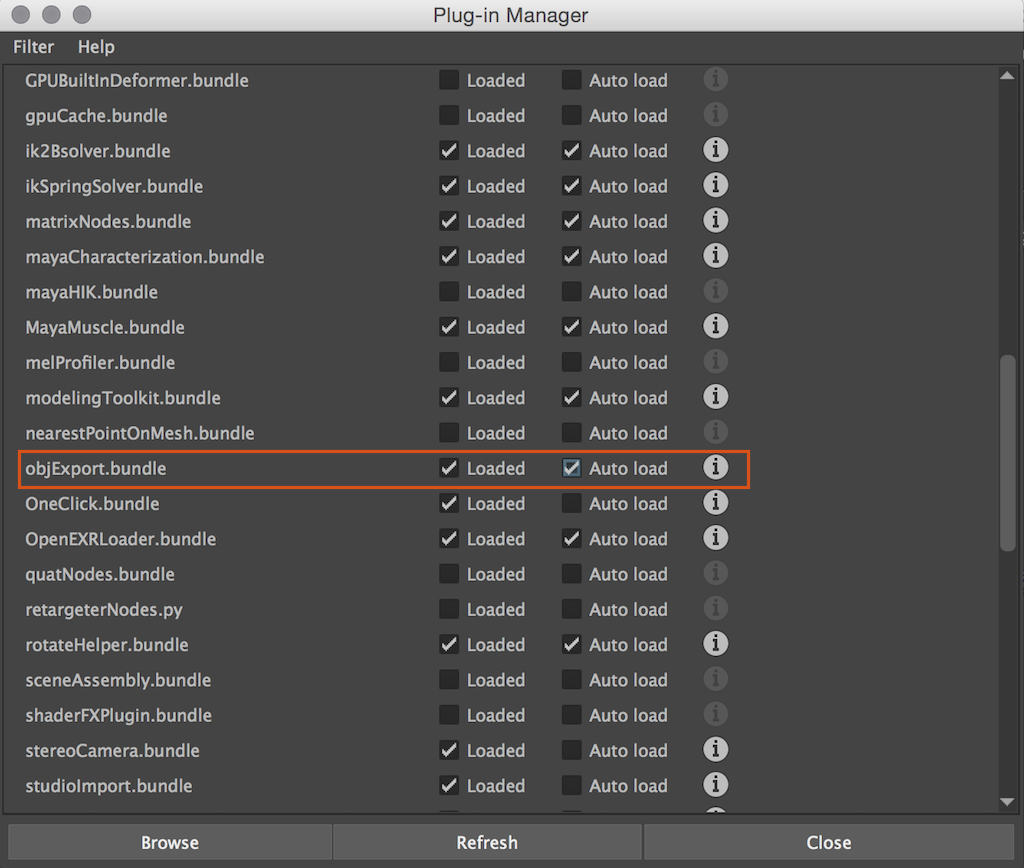 Plug-in Manager
Filter Help
GPUBuiltInDeformer.bundle Loaded Auto load
gpuCache.bundle Loaded Auto load
ik2Bsolver.bundle Loaded Auto load
ikSpringSolver.bundle Loaded Auto load
matrixNodes.bundle Loaded Auto load
mayaCharacterization.bundle Loaded Auto load
mayaHIK.bundle Loaded Auto load
MayaMuscle.bundle Loaded Auto load
melProfiler.bundle Loaded Auto load
modelingToolkit.bundle Loaded Auto load
nearestPointOnMesh.bundle Loaded Auto load
objExport.bundle Loaded Auto load
OneClick.bundle Loaded Auto load
OpenEXRLoader.bundle Loaded Auto load
quatNodes.bundle Loaded Auto load
retargeterNodes.py Loaded Auto load
rotateHelper.bundle Loaded Auto load
sceneAssembly.bundle Loaded Auto load
shaderFXPlugin.bundle Loaded Auto load
stereoCamera.bundle Loaded Auto load
studioImport.bundle Loaded Auto load
Browse Refresh Close